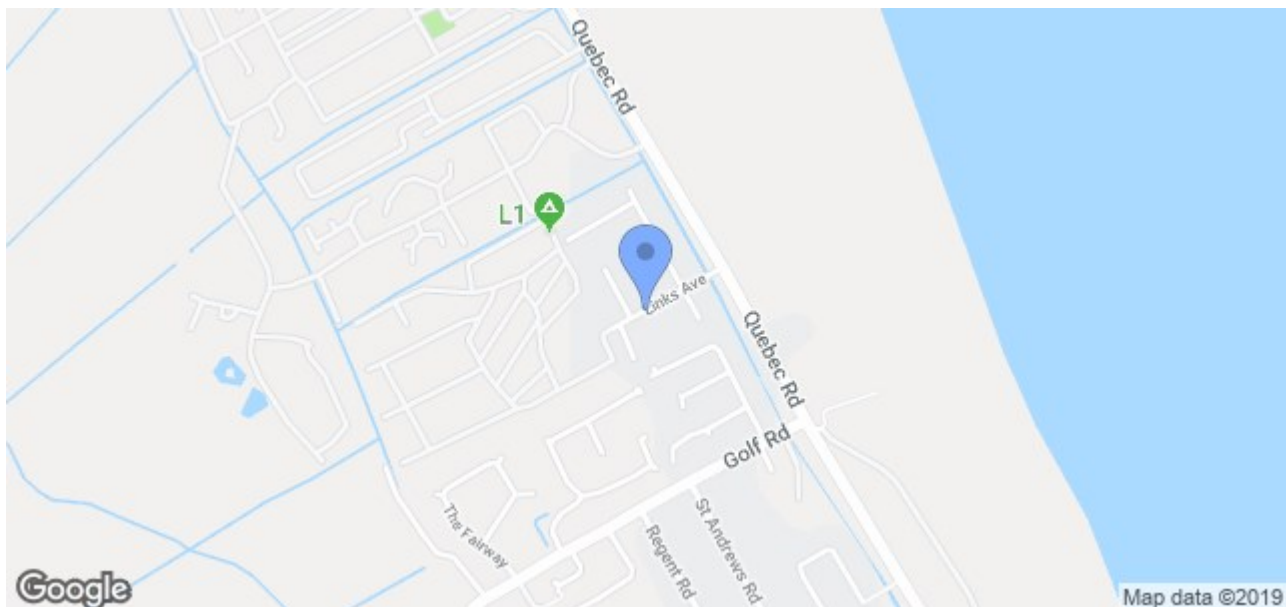 Quebec Rd
L1
Links Ave
Quebec Rd
Golf Rd
The Fairway
St Andrews Rd
Regent Rd
Google
Map data ©2019